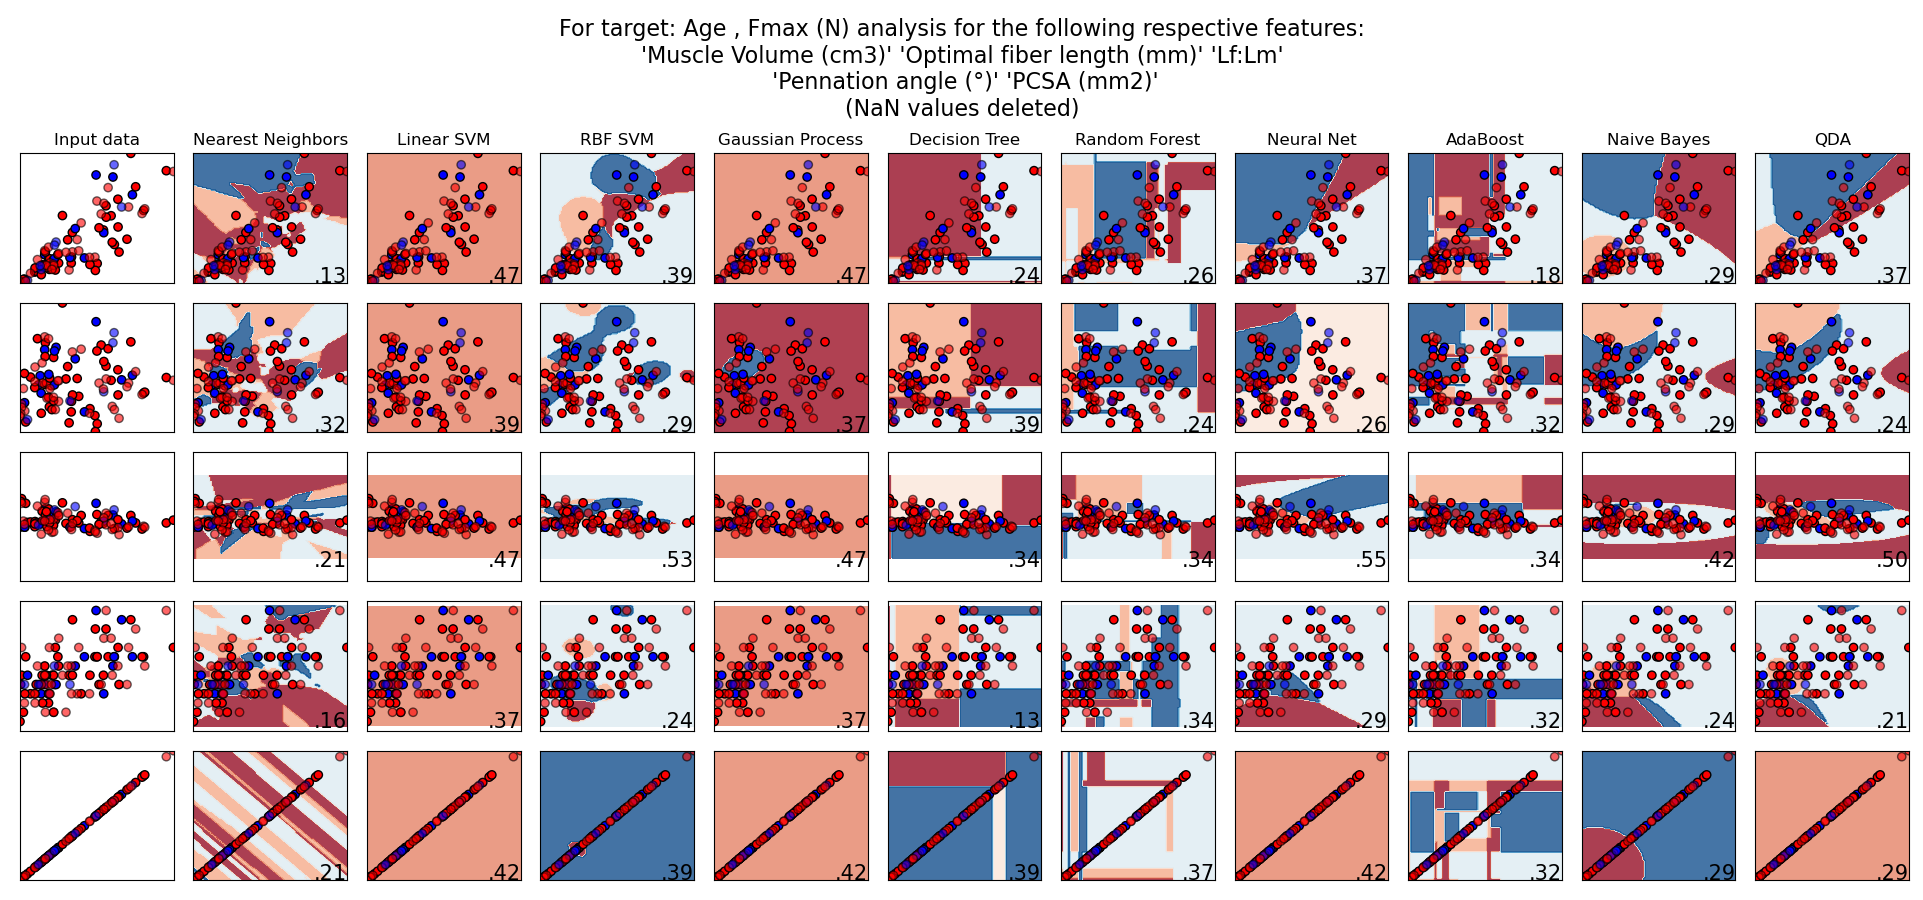 For target: Age , Fmax (N) analysis for the following respective features:
'Muscle Volume (cm3)' 'Optimal fiber length (mm)' 'Lf:Lm'
'Pennation angle (°)' 'PCSA (mm2)'
(NaN values deleted)
Input data Nearest Neighbors Linear SVM RBF SVM Gaussian Process Decision Tree Random Forest Neural Net AdaBoost Naive Bayes QDA
.13 .47 .39 .47 .24 .26 .37 .18 .29 .37
.32 .39 .29 .37 .39 .24 .26 .32 .29 .24
.21 .47 .53 .47 .34 .34 .55 .34 .42 .50
.16 .37 .24 .37 .13 .34 .29 .32 .24 .21
.21 .42 .39 .42 .39 .37 .42 .32 .29 .29